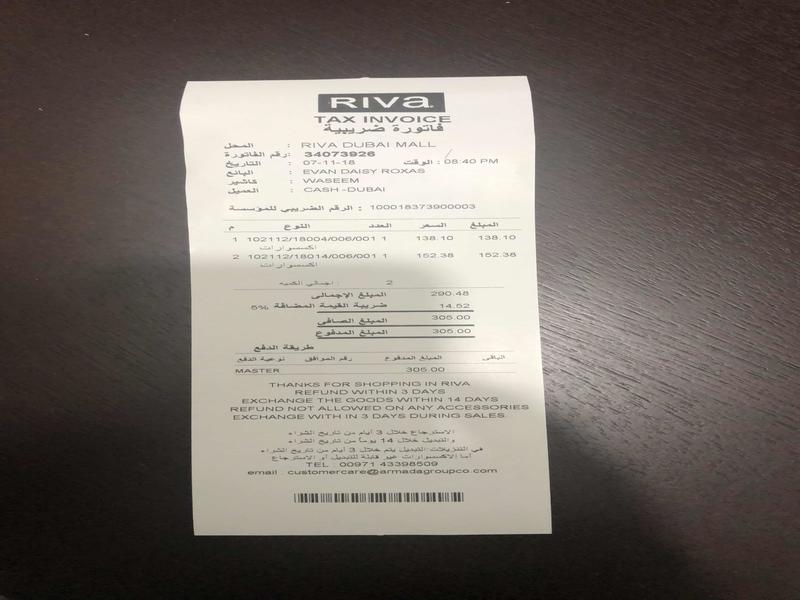 RIVa
TAX INVOICE
فاتورة ضريبية
المحل : RIVA DUBAI MALL
رقم الفاتورة: 34073926
التاريخ : 07-11-18 الوقت : 08:40 PM
البائع : EVAN DAISY ROXAS
كاشير : WASEEM
العميل : CASH -DUBAI
الرقم الضريبي للمؤسسة : 100018373900003
م النوع العدد السعر المبلغ
1 102112/18004/006/001 1 138.10 138.10
اكسسوارات
2 102112/18014/006/001 1 152.38 152.38
اكسسوارات
اجمالي الكميه : 2
المبلغ الإجمالى 290.48
ضريبة القيمة المضافة %5 14.52
المبلغ الصافي 305.00
المبلغ المدفوع 305.00
طريقة الدفع
نوعية الدفع رقم الموافق المبلغ المدفوع الباقى
MASTER 305.00
THANKS FOR SHOPPING IN RIVA
REFUND WITHIN 3 DAYS
EXCHANGE THE GOODS WITHIN 14 DAYS
REFUND NOT ALLOWED ON ANY ACCESSORIES
EXCHANGE WITH IN 3 DAYS DURING SALES.
الاسترجاع خلال 3 أيام من تاريخ الشراء
والتبديل خلال 14 يوماً من تاريخ الشراء
في التنزيلات التبديل يتم خلال 3 أيام من تاريخ الشراء
أما الاكسسوارات غير قابلة للتبديل أو الاسترجاع
TEL : 00971 43398509
email : customercare@armadagroupco.com